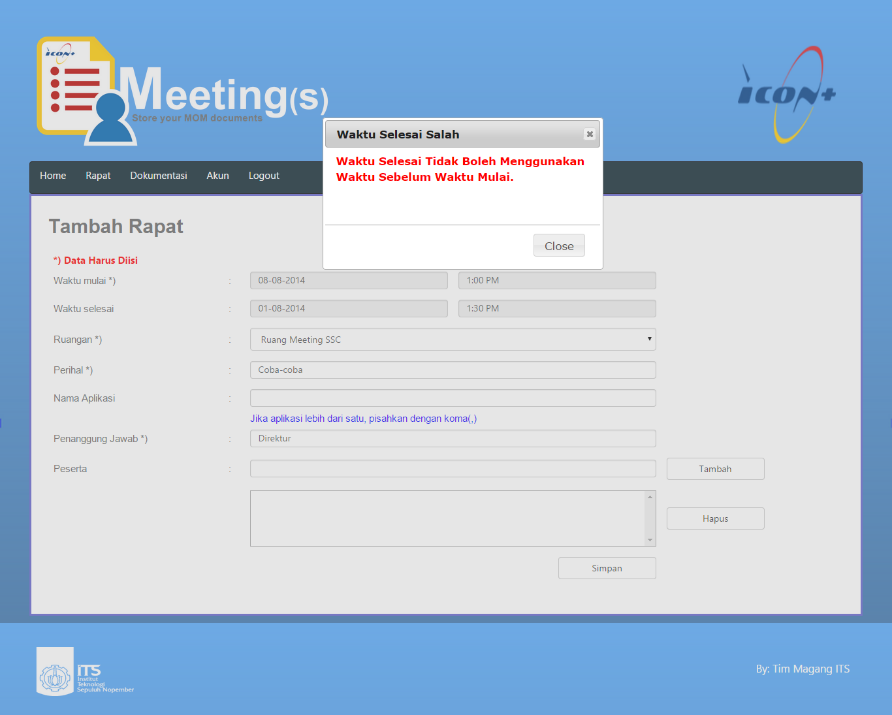 iCON+
Meeting(s)
Store your MOM documents
iCON+
Waktu Selesai Salah
Waktu Selesai Tidak Boleh Menggunakan
Waktu Sebelum Waktu Mulai.
Close
Home Rapat Dokumentasi Akun Logout
Tambah Rapat
*) Data Harus Diisi
Waktu mulai *) : 08-08-2014 1:00 PM
Waktu selesai : 01-08-2014 1:30 PM
Ruangan *) : Ruang Meeting SSC
Perihal *) : Coba-coba
Nama Aplikasi :
Jika aplikasi lebih dari satu, pisahkan dengan koma(,)
Penanggung Jawab *) : Direktur
Peserta : Tambah
Hapus
Simpan
iTS
Institut
Teknologi
Sepuluh Nopember
By: Tim Magang ITS